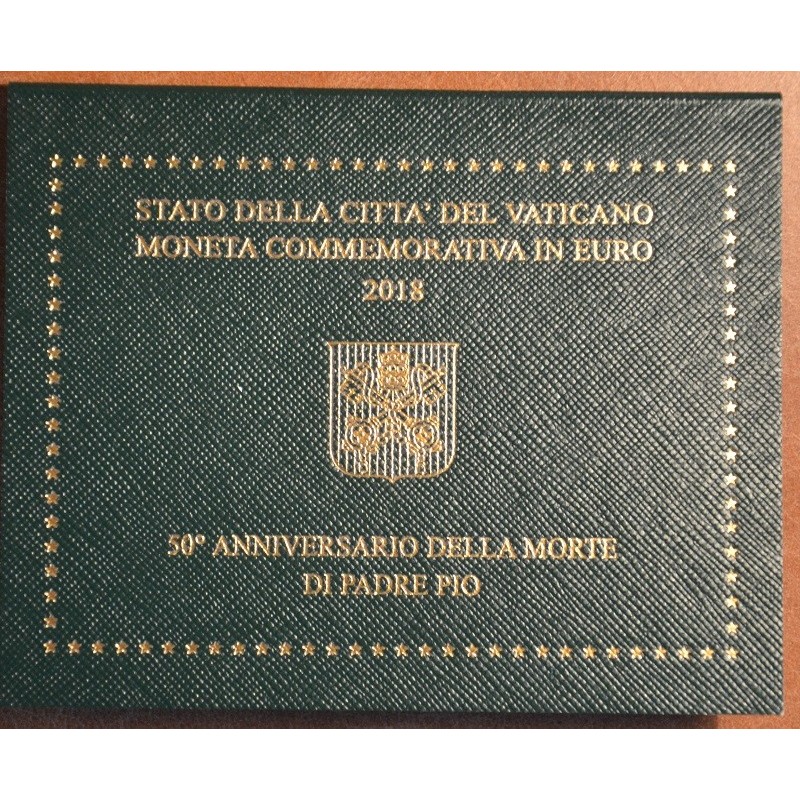 STATO DELLA CITTA' DEL VATICANO
MONETA COMMEMORATIVA IN EURO
2018
50° ANNIVERSARIO DELLA MORTE
DI PADRE PIO